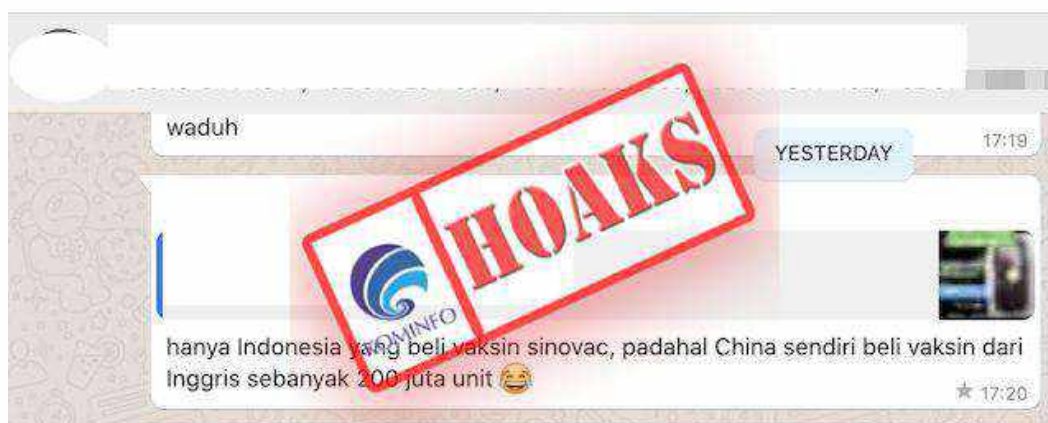 waduh
17:19
YESTERDAY
HOAKS
KOMINFO
hanya Indonesia yang beli vaksin sinovac, padahal China sendiri beli vaksin dari
Inggris sebanyak 200 juta unit 😂
17:20